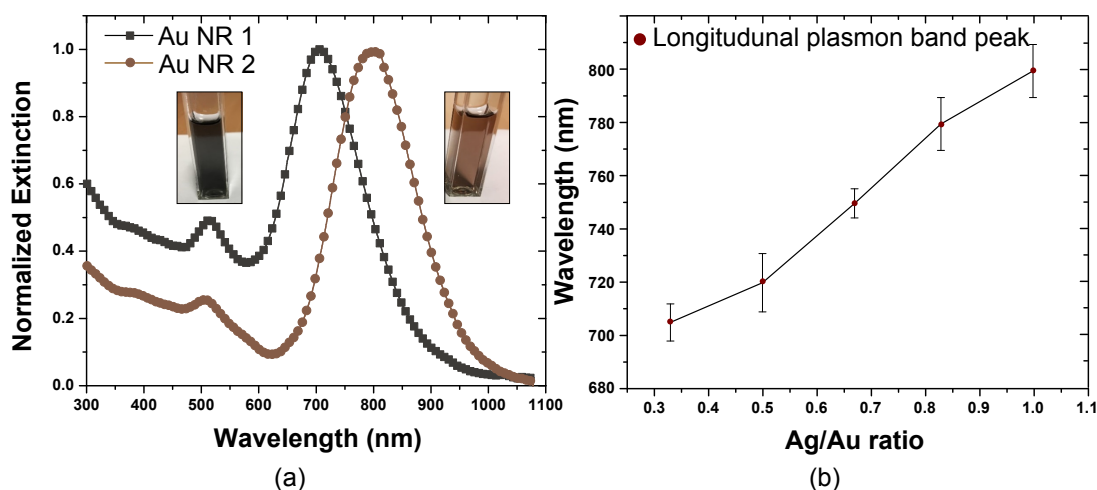 Au NR 1
Au NR 2
Normalized Extinction
1.0
0.8
0.6
0.4
0.2
0.0
300 400 500 600 700 800 900 1000 1100
Wavelength (nm)
(a)
Longitudunal plasmon band peak
Wavelength (nm)
800
780
760
740
720
700
680
0.3 0.4 0.5 0.6 0.7 0.8 0.9 1.0 1.1
Ag/Au ratio
(b)